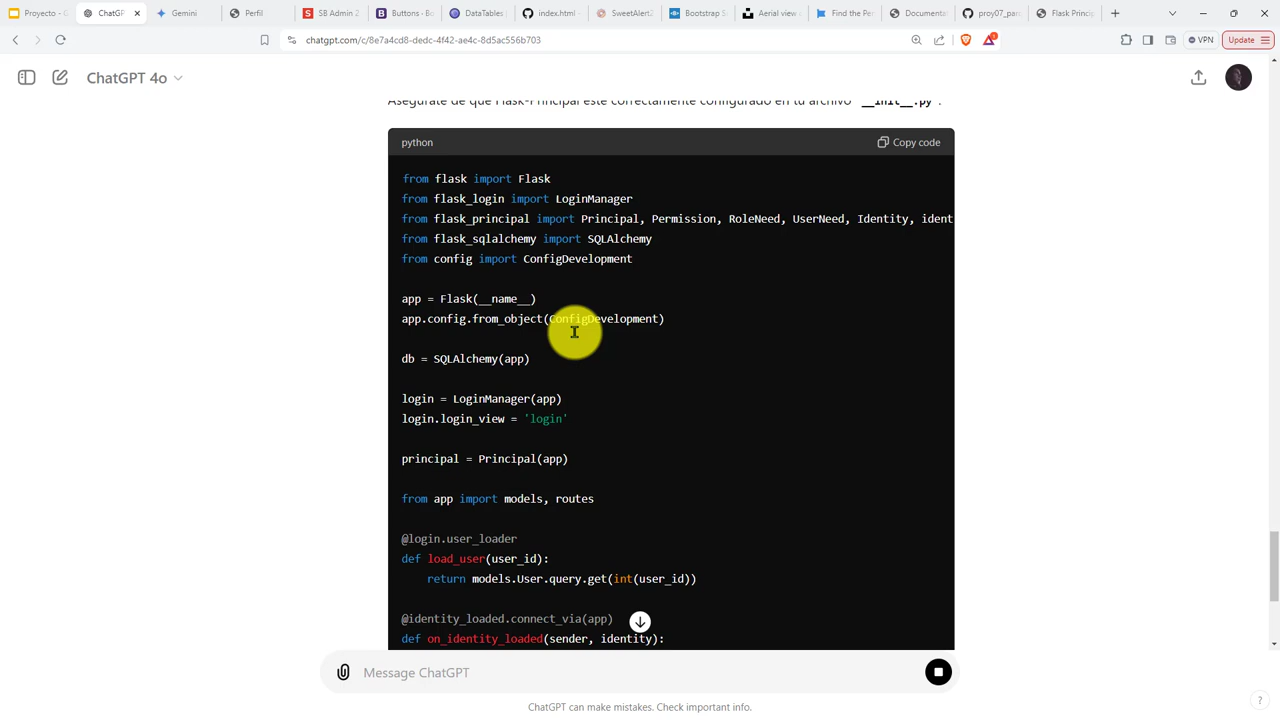 Proyecto - G
ChatGP
Gemini
Perfil
SB Admin 2
Buttons - Bo
DataTables
index.html -
SweetAlert2
Bootstrap S
Aerial view o
Find the Per
Documenta
proy07_parc
Flask Princip
chatgpt.com/c/8e7a4cd8-dedc-4f42-ae4c-8d5ac556b703
VPN
Update
ChatGPT 4o
Asegúrate de que Flask-Principal esté correctamente configurado en tu archivo __init__.py .
python
Copy code
from flask import Flask
from flask_login import LoginManager
from flask_principal import Principal, Permission, RoleNeed, UserNeed, Identity, ident
from flask_sqlalchemy import SQLAlchemy
from config import ConfigDevelopment
app = Flask(__name__)
app.config.from_object(ConfigDevelopment)
db = SQLAlchemy(app)
login = LoginManager(app)
login.login_view = 'login'
principal = Principal(app)
from app import models, routes
@login.user_loader
def load_user(user_id):
return models.User.query.get(int(user_id))
@identity_loaded.connect_via(app)
def on_identity_loaded(sender, identity):
Message ChatGPT
ChatGPT can make mistakes. Check important info.
?